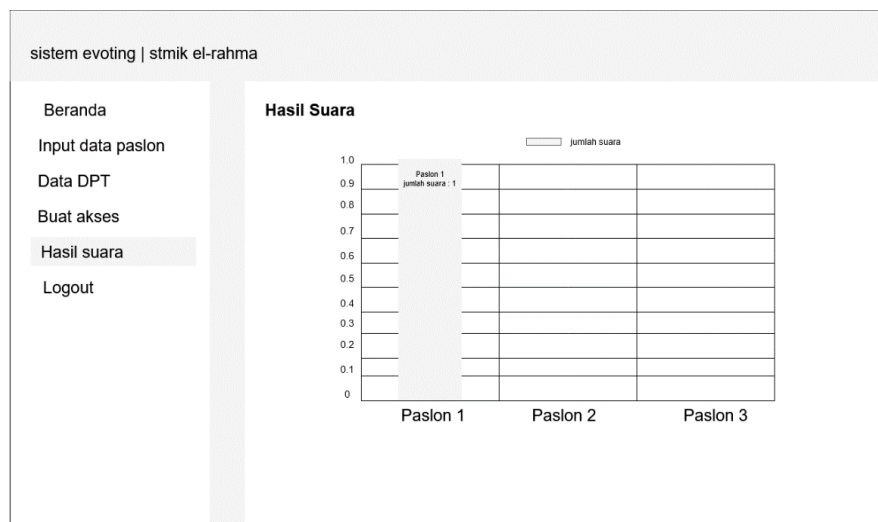 sistem evoting | stmik el-rahma
Beranda
Input data paslon
Data DPT
Buat akses
Hasil suara
Logout
Hasil Suara
jumlah suara
1.0
0.9
0.8
0.7
0.6
0.5
0.4
0.3
0.2
0.1
0
Paslon 1
jumlah suara : 1
Paslon 1
Paslon 2
Paslon 3